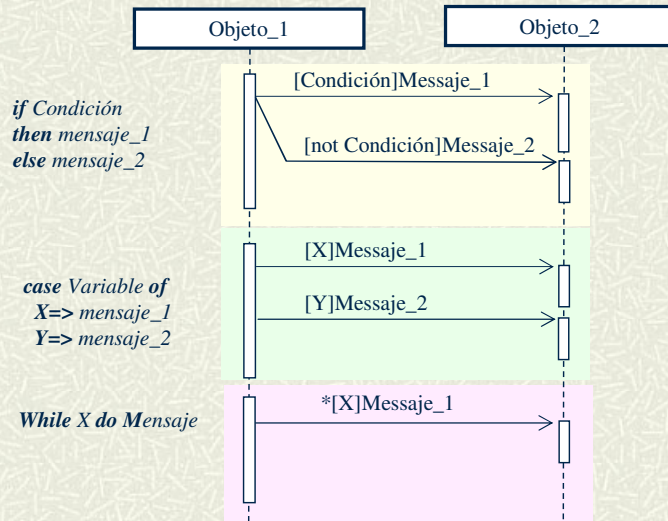 Objeto_1
Objeto_2
if Condición
then mensaje_1
else mensaje_2
[Condición]Messaje_1
[not Condición]Messaje_2
case Variable of
X=> mensaje_1
Y=> mensaje_2
[X]Messaje_1
[Y]Messaje_2
While X do Mensaje
*[X]Messaje_1